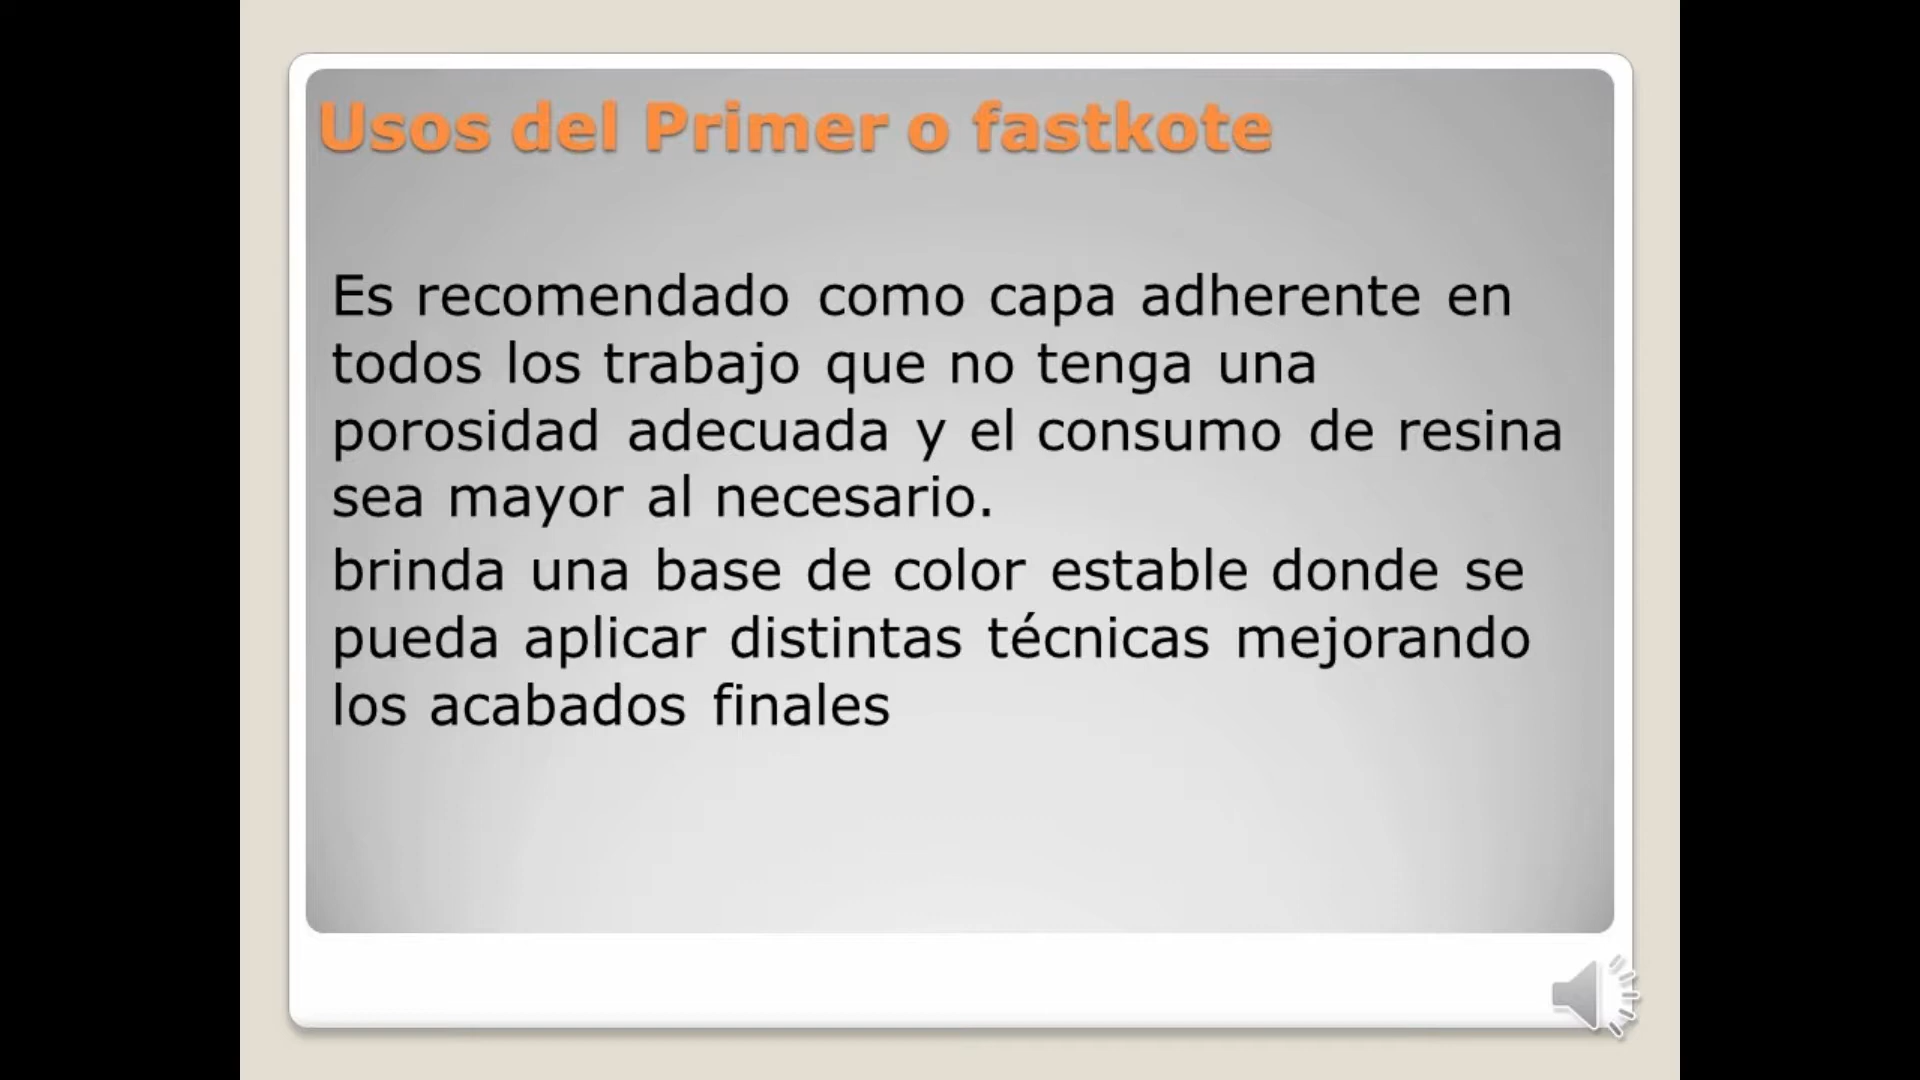 Usos del Primer o fastkote
Es recomendado como capa adherente en
todos los trabajo que no tenga una
porosidad adecuada y el consumo de resina
sea mayor al necesario.
brinda una base de color estable donde se
pueda aplicar distintas técnicas mejorando
los acabados finales